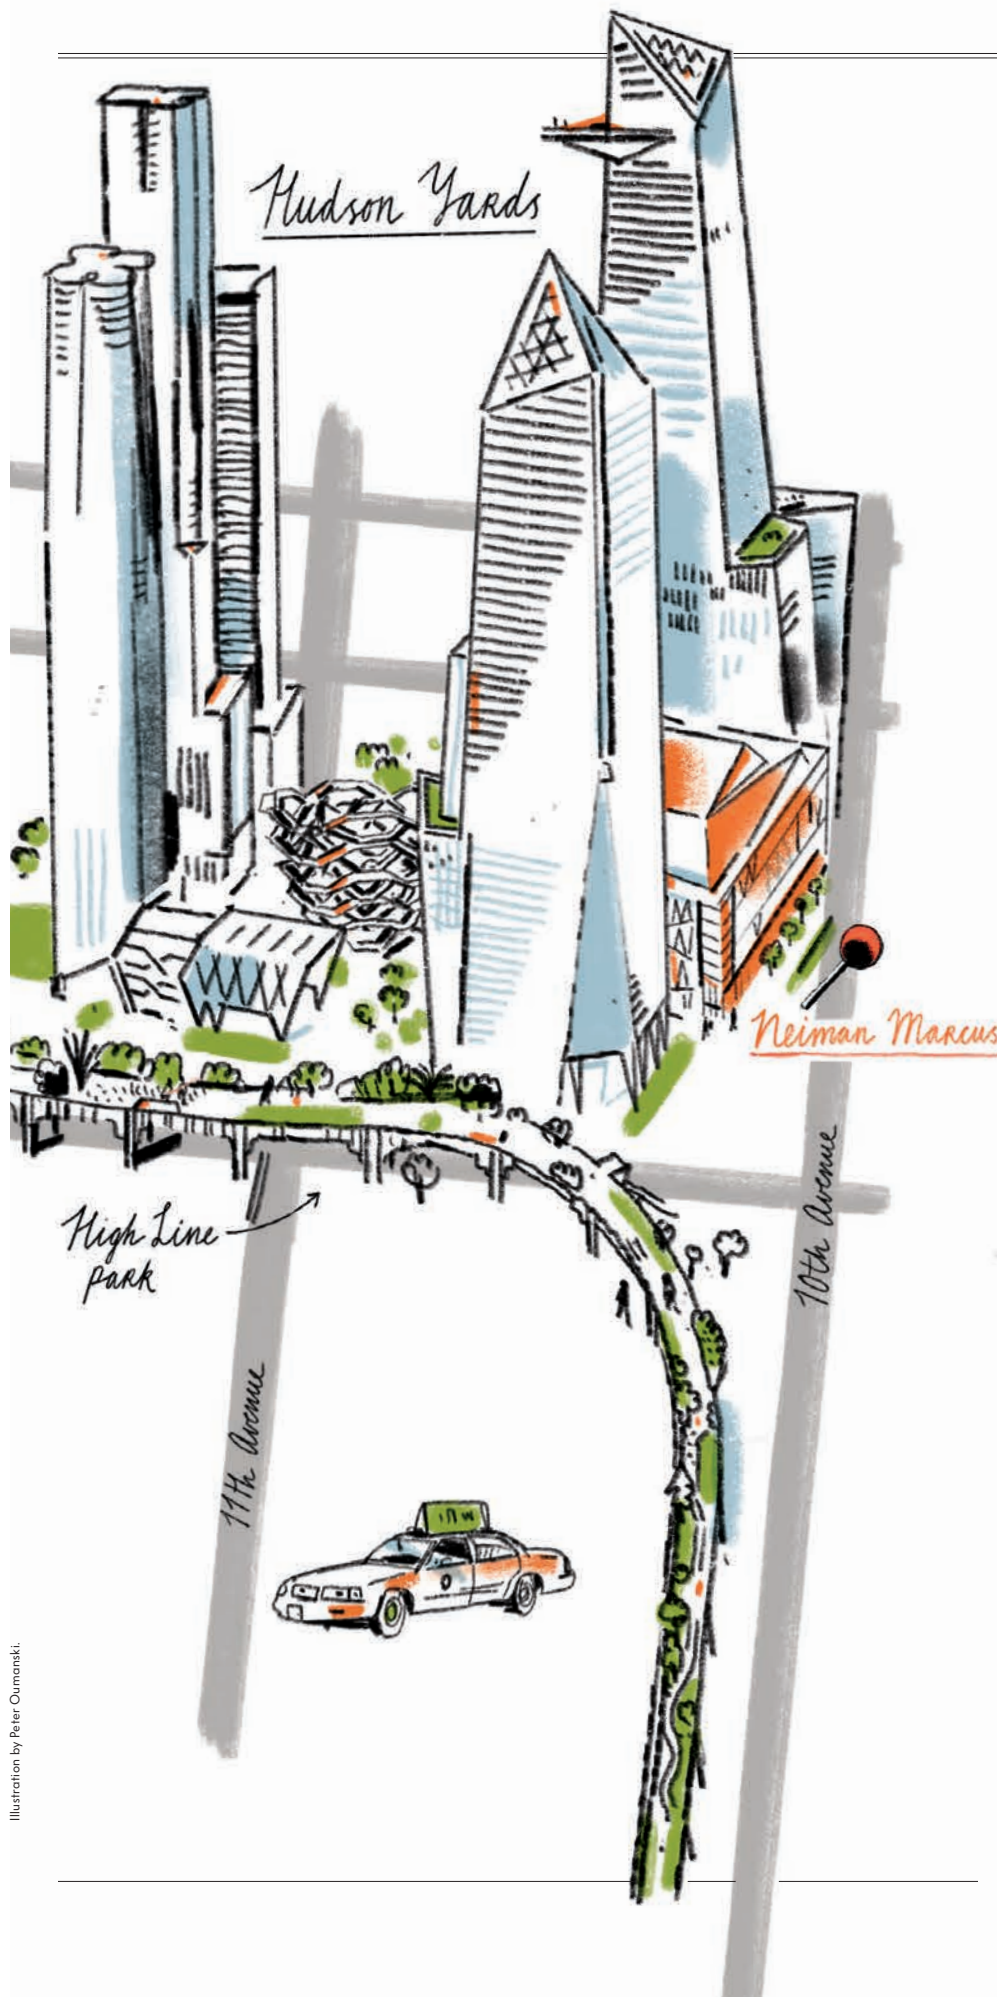 Hudson Yards
Neiman Marcus
High Line
park
10th Avenue
11th Avenue
Illustration by Peter Oumanski.